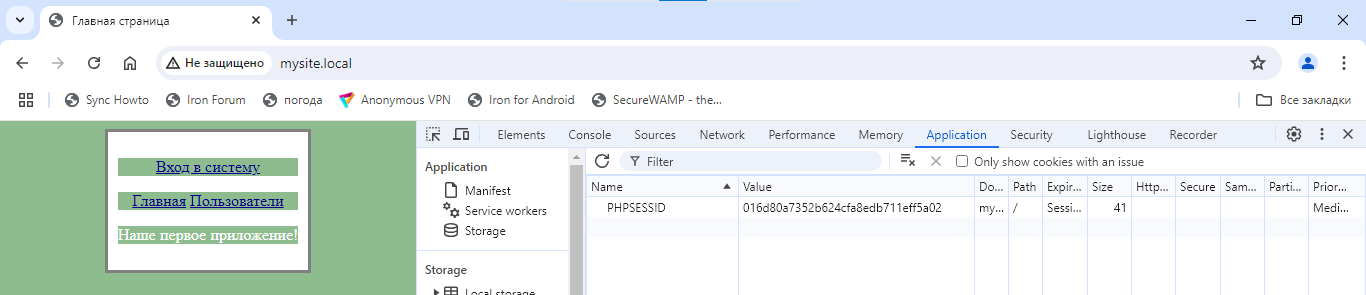 Главная страница
Не защищено mysite.local
Sync Howto Iron Forum погода Anonymous VPN Iron for Android SecureWAMP - the... Все закладки
Вход в систему
Главная Пользователи
Наше первое приложение!
Elements Console Sources Network Performance Memory Application Security Lighthouse Recorder
Application
Manifest
Service workers
Storage
Storage
Local storage
Filter Only show cookies with an issue
Name Value Do... Path Expir... Size Http... Secure Sam... Parti... Prior...
PHPSESSID 016d80a7352b624cfa8edb711eff5a02 my... / Sessi... 41 Medi...